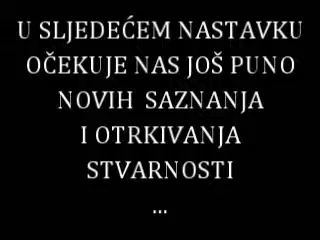 U SLJEDEĆEM NASTAVKU
OČEKUJE NAS JOŠ PUNO
NOVIH SAZNANJA
I OTRKIVANJA
STVARNOSTI
...